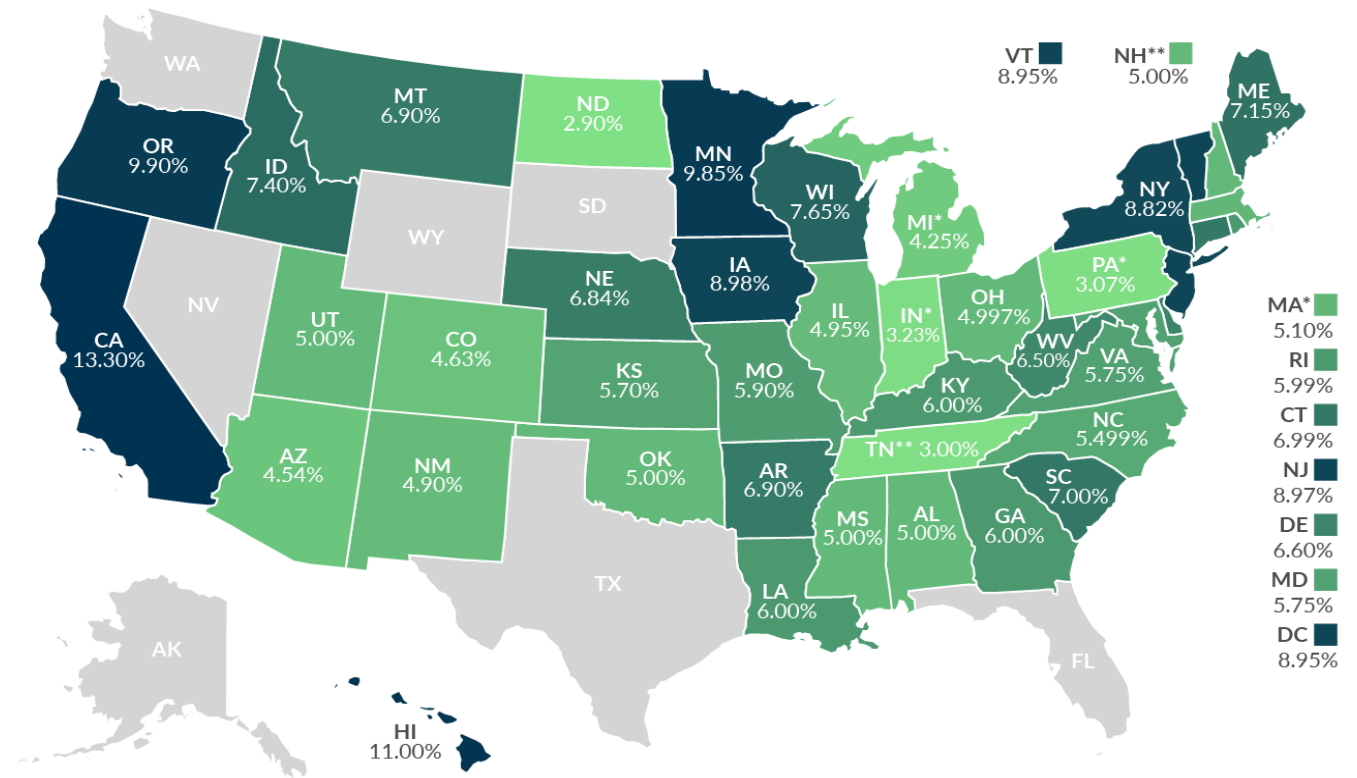 WA
VT
8.95%
NH**
5.00%
MT
6.90%
ND
2.90%
ME
7.15%
OR
9.90%
ID
7.40%
MN
9.85%
WI
7.65%
NY
8.82%
SD
WY
MI*
4.25%
NE
6.84%
IA
8.98%
PA*
3.07%
NV
UT
5.00%
CO
4.63%
IL
4.95%
IN*
3.23%
OH
4.997%
MA*
5.10%
CA
13.30%
KS
5.70%
MO
5.90%
WV
6.50%
VA
5.75%
RI
5.99%
KY
6.00%
CT
6.99%
AZ
4.54%
NM
4.90%
OK
5.00%
AR
6.90%
TN** 3.00%
NC
5.499%
SC
7.00%
NJ
8.97%
MS
5.00%
AL
5.00%
GA
6.00%
DE
6.60%
TX
LA
6.00%
MD
5.75%
AK
FL
DC
8.95%
HI
11.00%